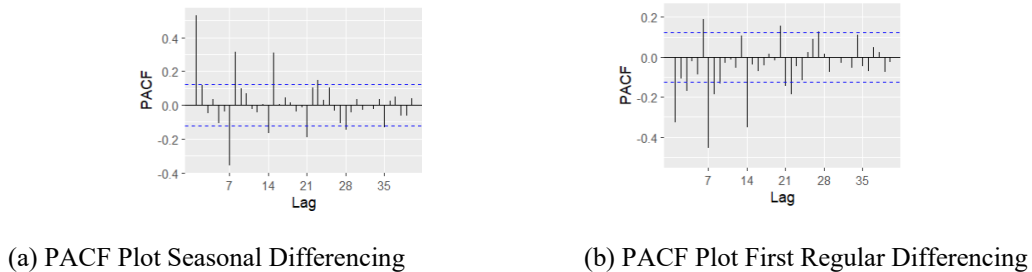 0.4
0.2
0.0
-0.2
-0.4
PACF
7 14 21 28 35
Lag
0.2
0.0
-0.2
-0.4
PACF
7 14 21 28 35
Lag
(a) PACF Plot Seasonal Differencing
(b) PACF Plot First Regular Differencing